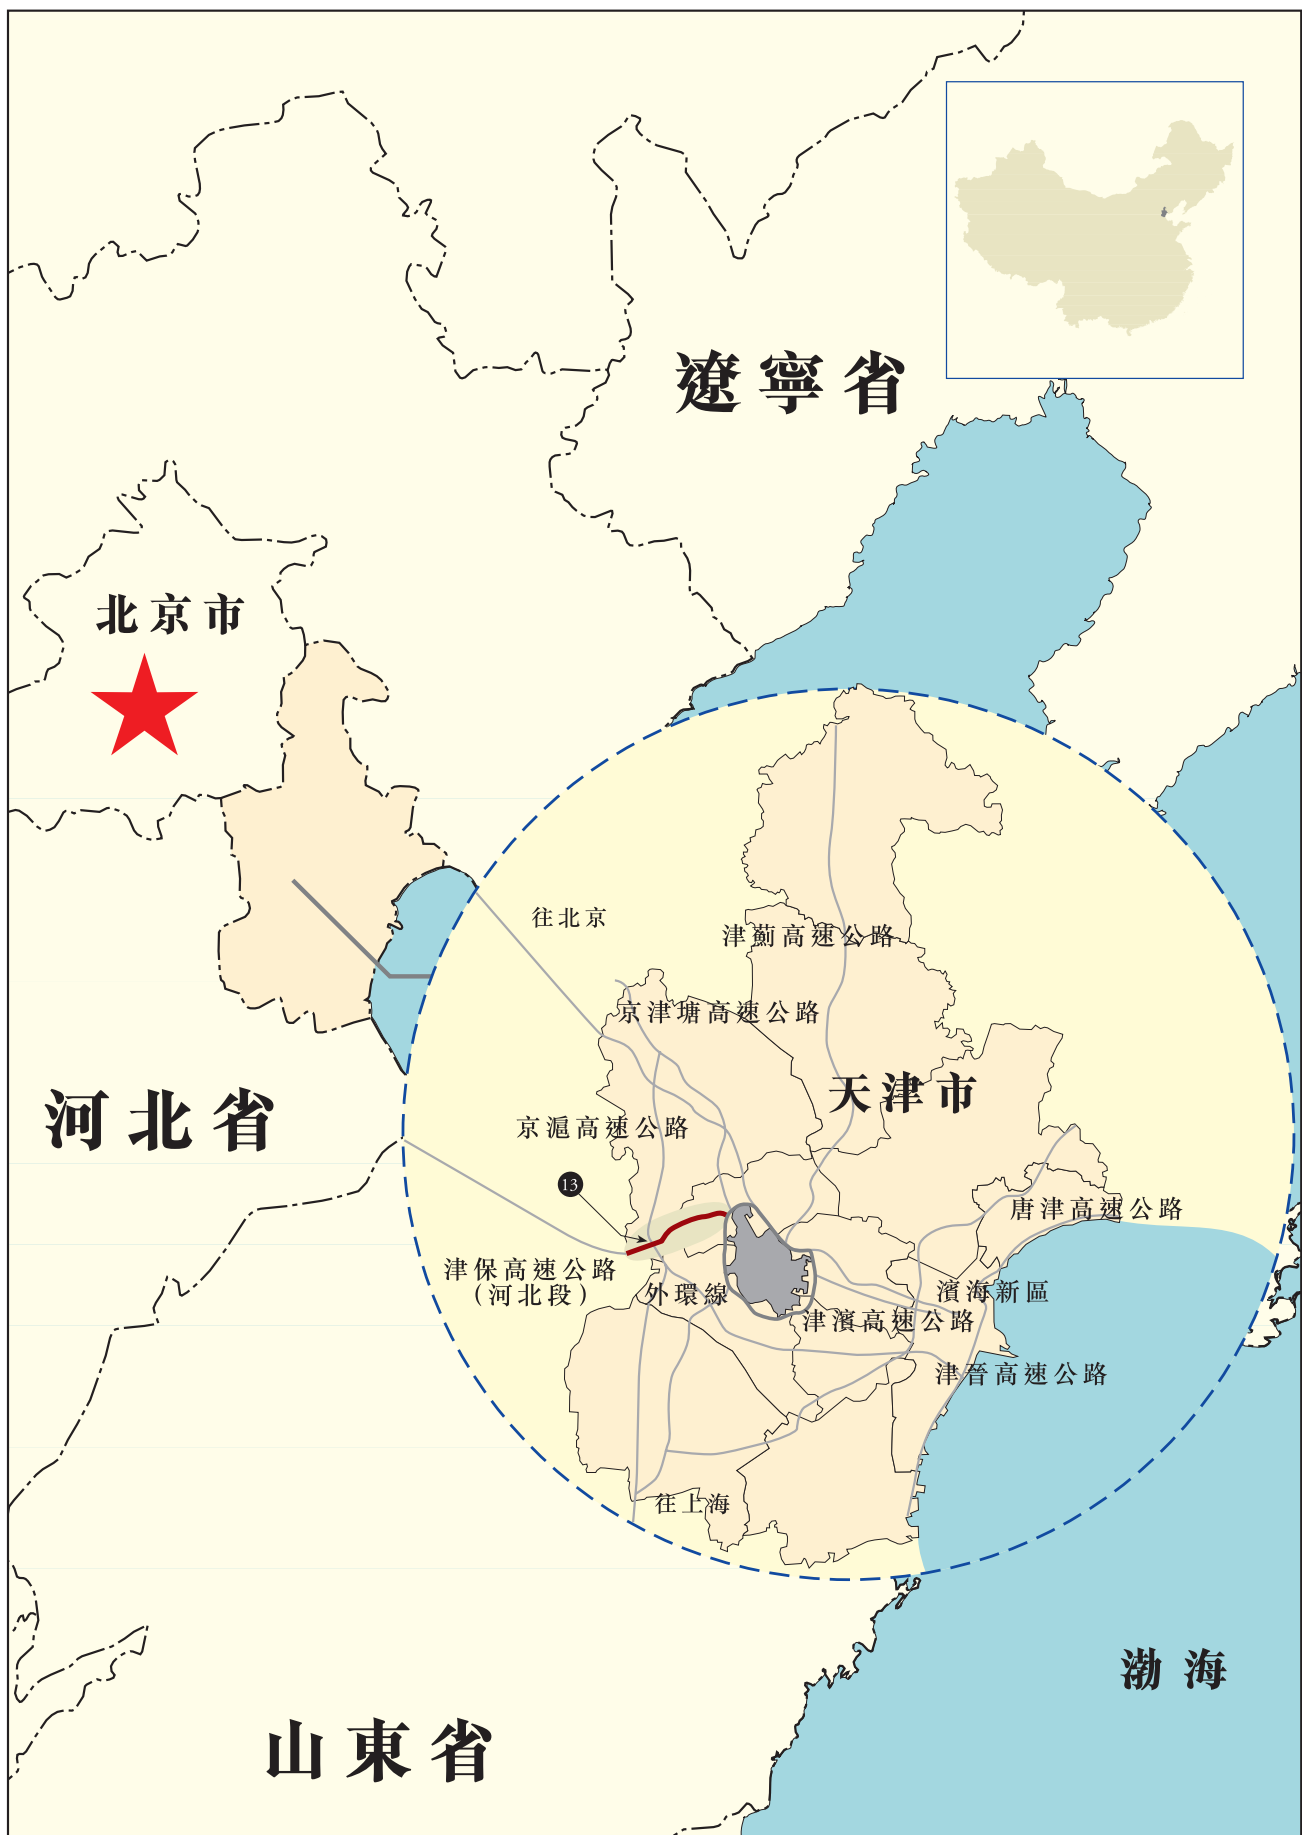 遼寧省
北京市
往北京
津薊高速公路
京津塘高速公路
天津市
河北省
京滬高速公路
13
唐津高速公路
津保高速公路
（河北段）
外環線
濱海新區
津濱高速公路
津晉高速公路
往上海
渤海
山東省